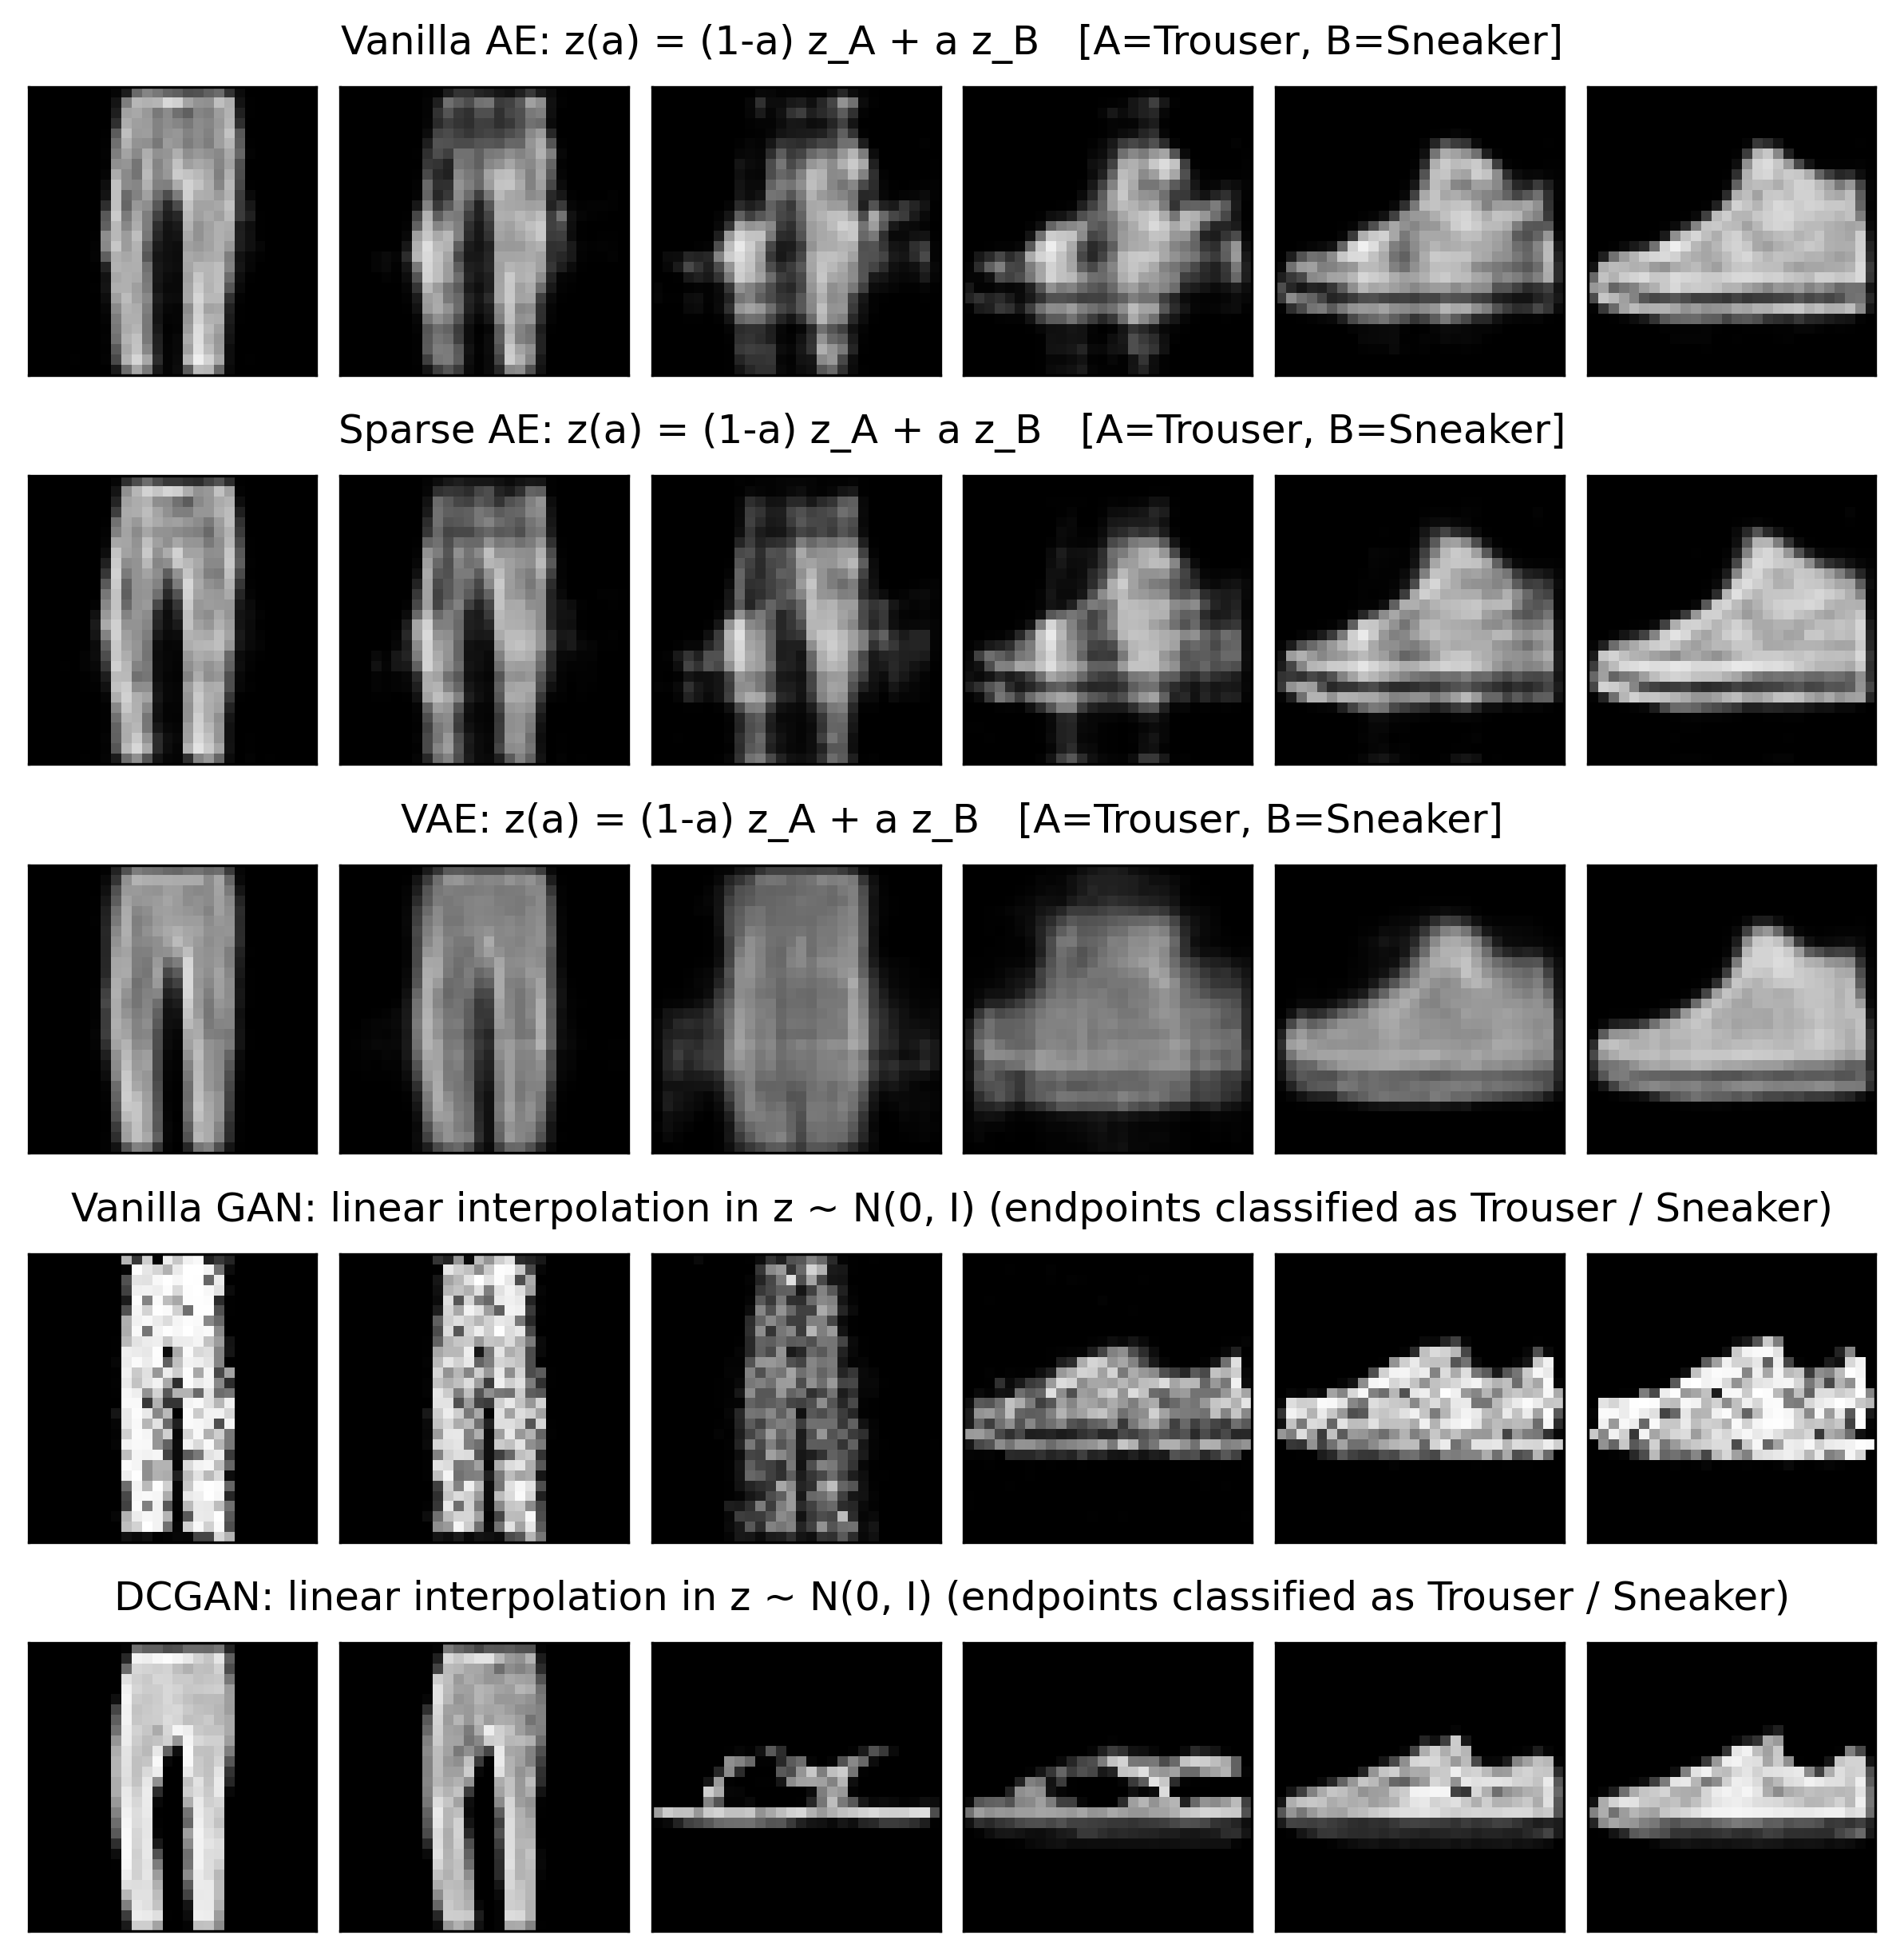 Vanilla AE: z(a) = (1-a) z_A + a z_B   [A=Trouser, B=Sneaker]
Sparse AE: z(a) = (1-a) z_A + a z_B   [A=Trouser, B=Sneaker]
VAE: z(a) = (1-a) z_A + a z_B   [A=Trouser, B=Sneaker]
Vanilla GAN: linear interpolation in z ~ N(0, I) (endpoints classified as Trouser / Sneaker)
DCGAN: linear interpolation in z ~ N(0, I) (endpoints classified as Trouser / Sneaker)